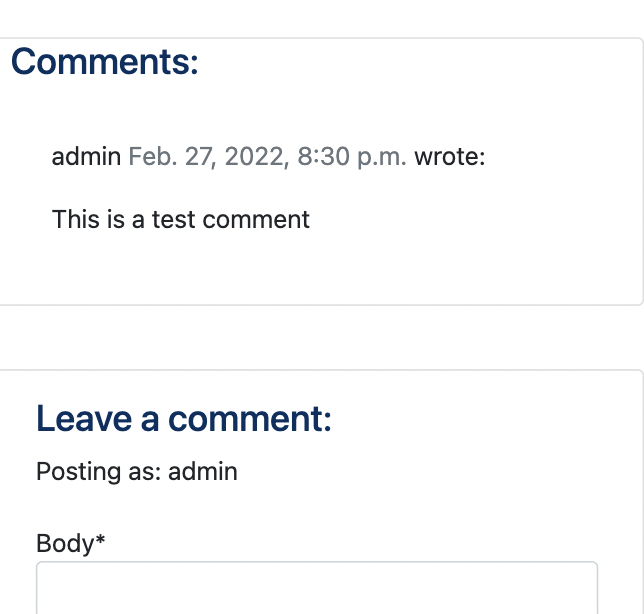 Comments:
admin Feb. 27, 2022, 8:30 p.m. wrote:
This is a test comment
Leave a comment:
Posting as: admin
Body*